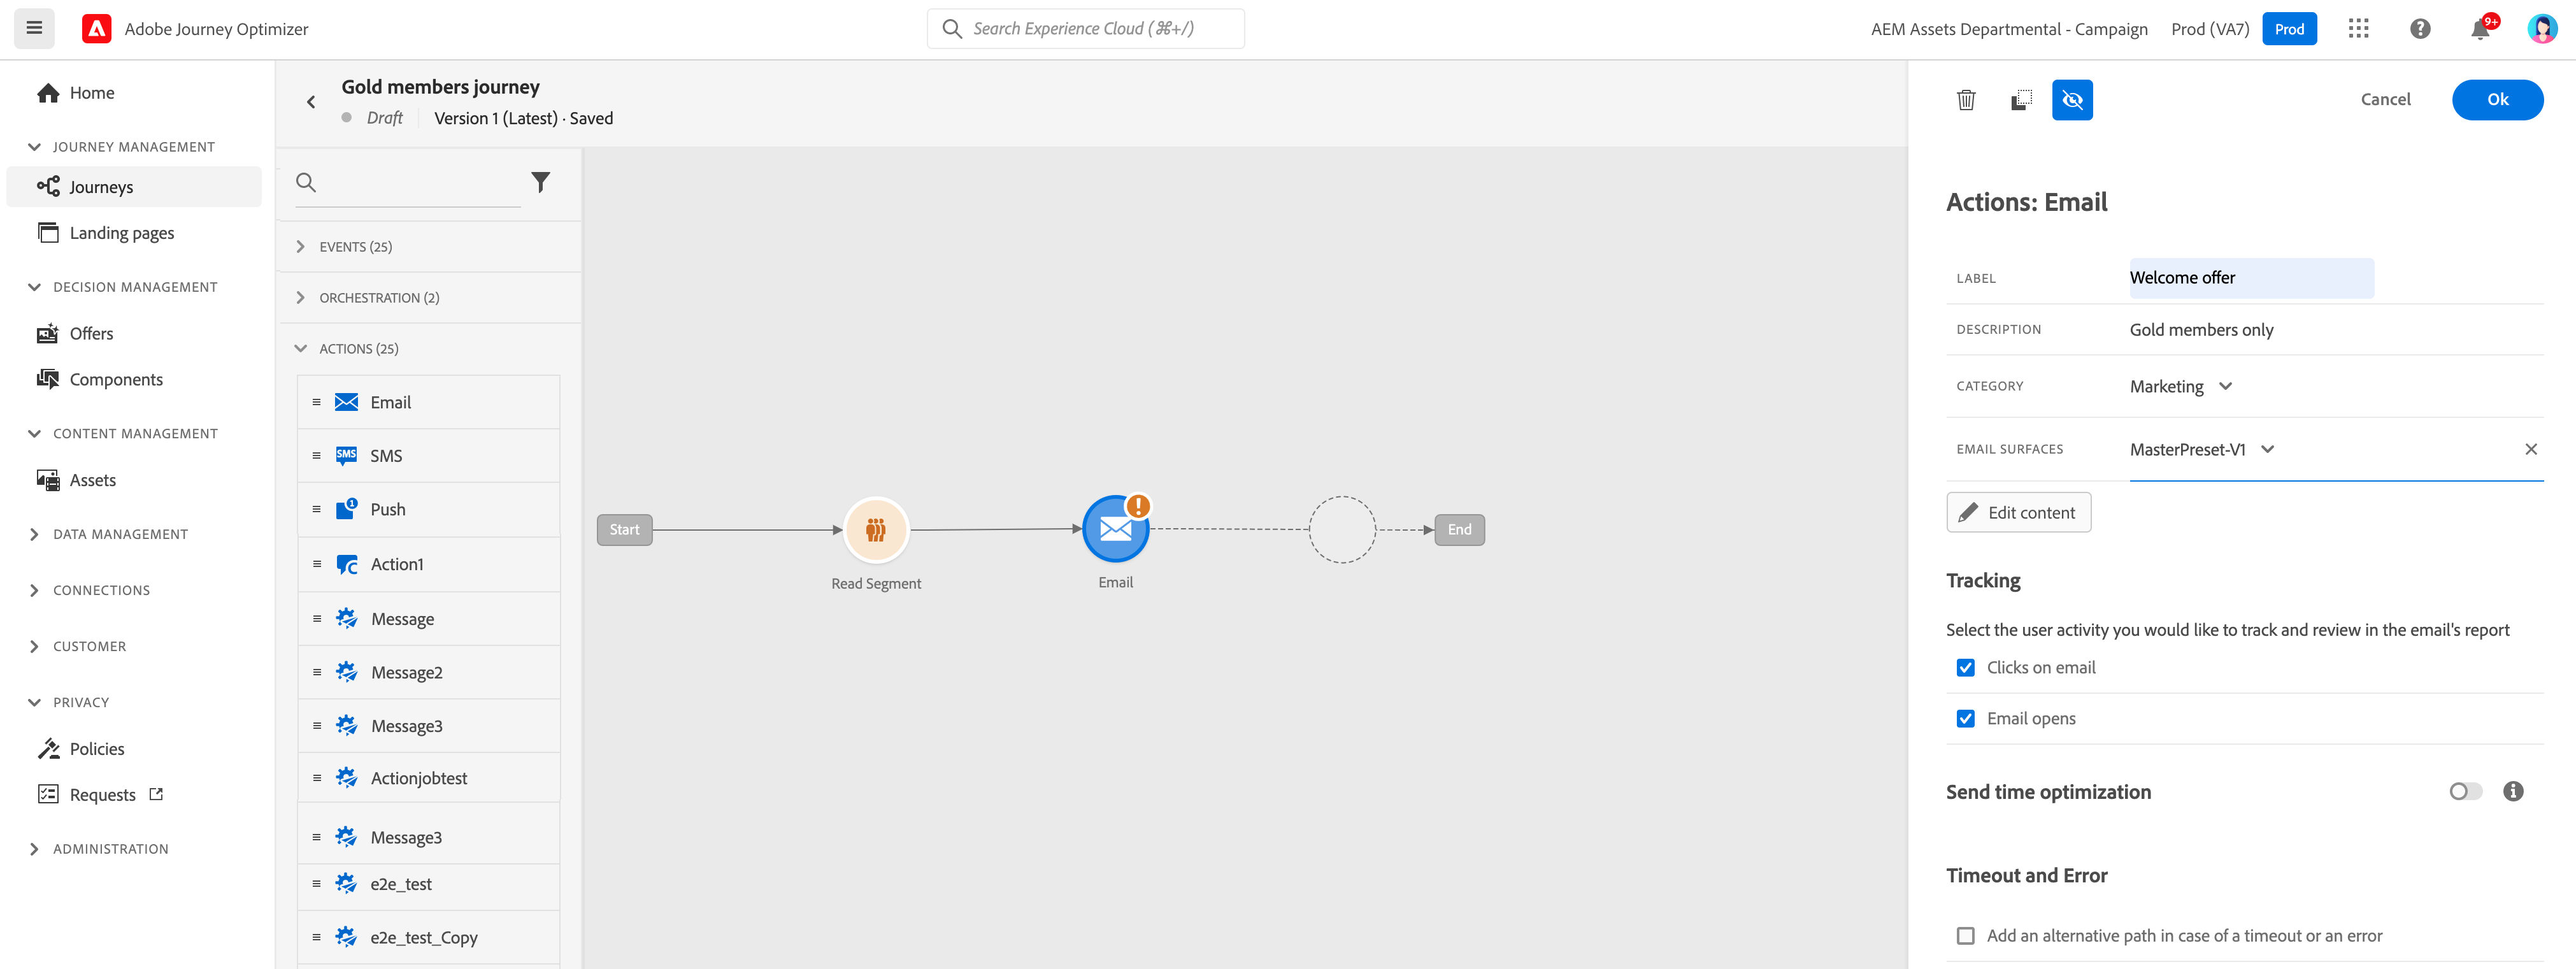 Adobe Journey Optimizer
Search Experience Cloud (⌘+/)
AEM Assets Departmental - Campaign
Prod (VA7)
Prod
9+
Home
JOURNEY MANAGEMENT
Journeys
Landing pages
DECISION MANAGEMENT
Offers
Components
CONTENT MANAGEMENT
Assets
DATA MANAGEMENT
CONNECTIONS
CUSTOMER
PRIVACY
Policies
Requests
ADMINISTRATION
Gold members journey
Draft
Version 1 (Latest) · Saved
EVENTS (25)
ORCHESTRATION (2)
ACTIONS (25)
Email
SMS
SMS
Push
1
Action1
Message
Message2
Message3
Actionjobtest
Message3
e2e_test
e2e_test_Copy
Start
Read Segment
!
Email
End
Cancel
Ok
Actions: Email
LABEL
Welcome offer
DESCRIPTION
Gold members only
CATEGORY
Marketing
EMAIL SURFACES
MasterPreset-V1
Edit content
Tracking
Select the user activity you would like to track and review in the email's report
Clicks on email
Email opens
Send time optimization
Timeout and Error
Add an alternative path in case of a timeout or an error